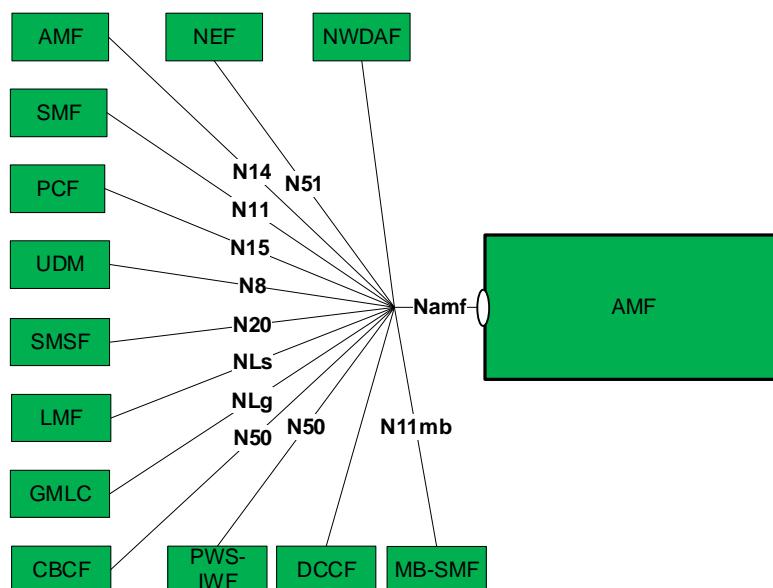 AMF
NEF
NWDAF
SMF
PCF
UDM
SMSF
LMF
GMLC
CBCF
PWS-
IWF
DCCF
MB-SMF
N14
N51
N11
N15
N8
N20
NLs
NLg
N50
N50
N11mb
Namf
AMF